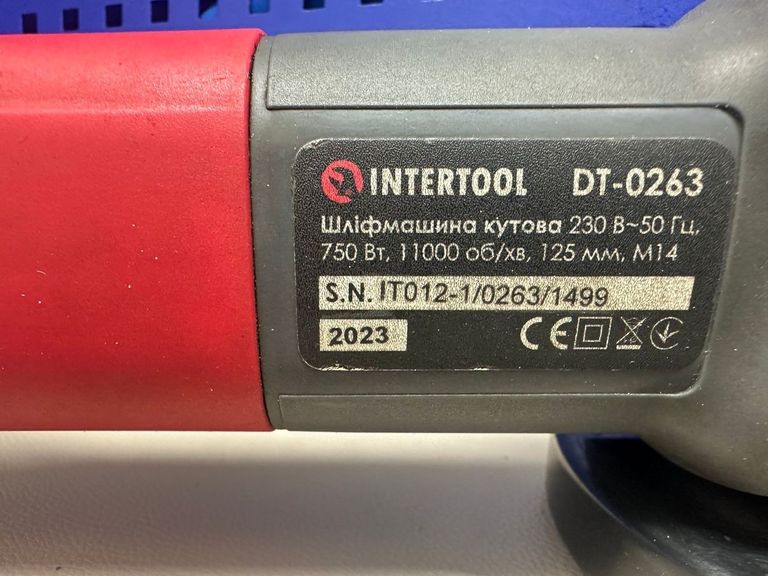 INTERTOOL DT-0263
Шліфмашина кутова 230 В~50 Гц,
750 Вт, 11000 об/хв, 125 мм, М14
S.N. IT012-1/0263/1499
2023 CE